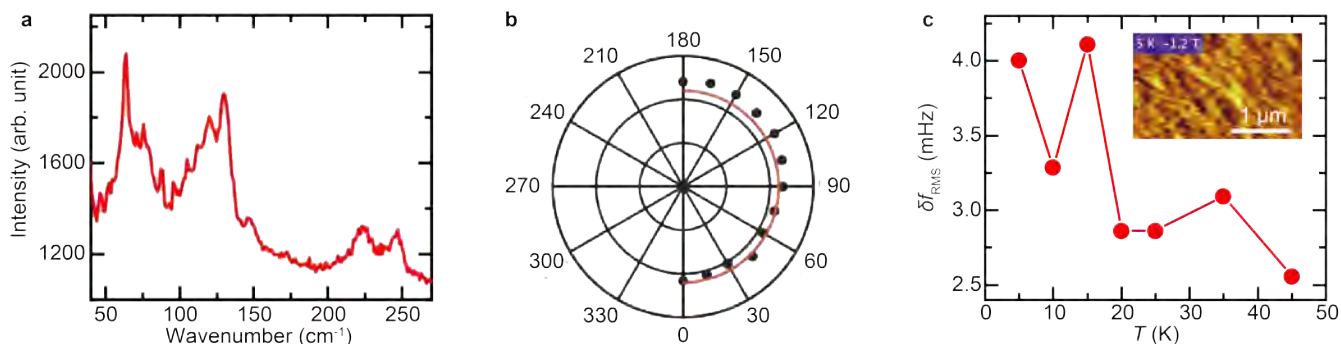 a
Intensity (arb. unit)
2000
1600
1200
50 100 150 200 250
Wavenumber (cm⁻¹)
b
180
210 150
240 120
270 90
300 60
330 30
0
c
δf_RMS (mHz)
4.0
3.5
3.0
2.5
5 K -1.2 T
1 μm
0 10 20 30 40 50
T (K)